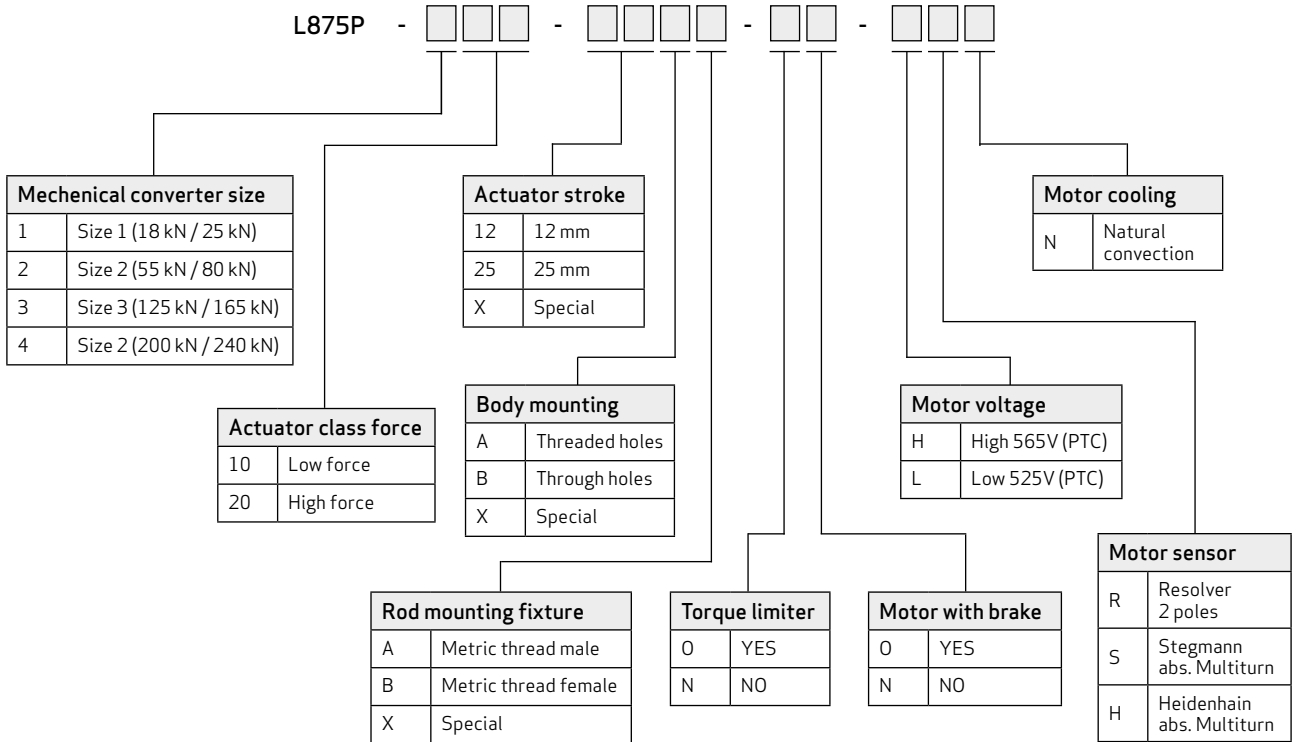 L875P - - - -
Mechenical converter size
1 Size 1 (18 kN / 25 kN)
2 Size 2 (55 kN / 80 kN)
3 Size 3 (125 kN / 165 kN)
4 Size 2 (200 kN / 240 kN)
Actuator stroke
12 12 mm
25 25 mm
X Special
Motor cooling
N Natural
convection
Actuator class force
10 Low force
20 High force
Body mounting
A Threaded holes
B Through holes
X Special
Motor voltage
H High 565V (PTC)
L Low 525V (PTC)
Rod mounting fixture
A Metric thread male
B Metric thread female
X Special
Torque limiter
O YES
N NO
Motor with brake
O YES
N NO
Motor sensor
R Resolver
2 poles
S Stegmann
abs. Multiturn
H Heidenhain
abs. Multiturn